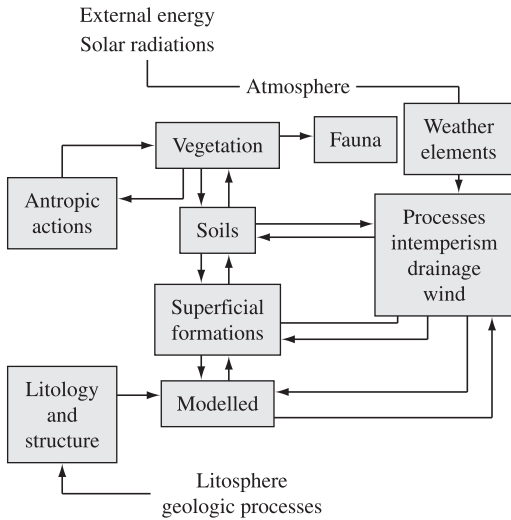 External energy
Solar radiations
Atmosphere
Vegetation
Fauna
Weather
elements
Antropic
actions
Soils
Processes
intemperism
drainage
wind
Superficial
formations
Litology
and
structure
Modelled
Litosphere
geologic processes